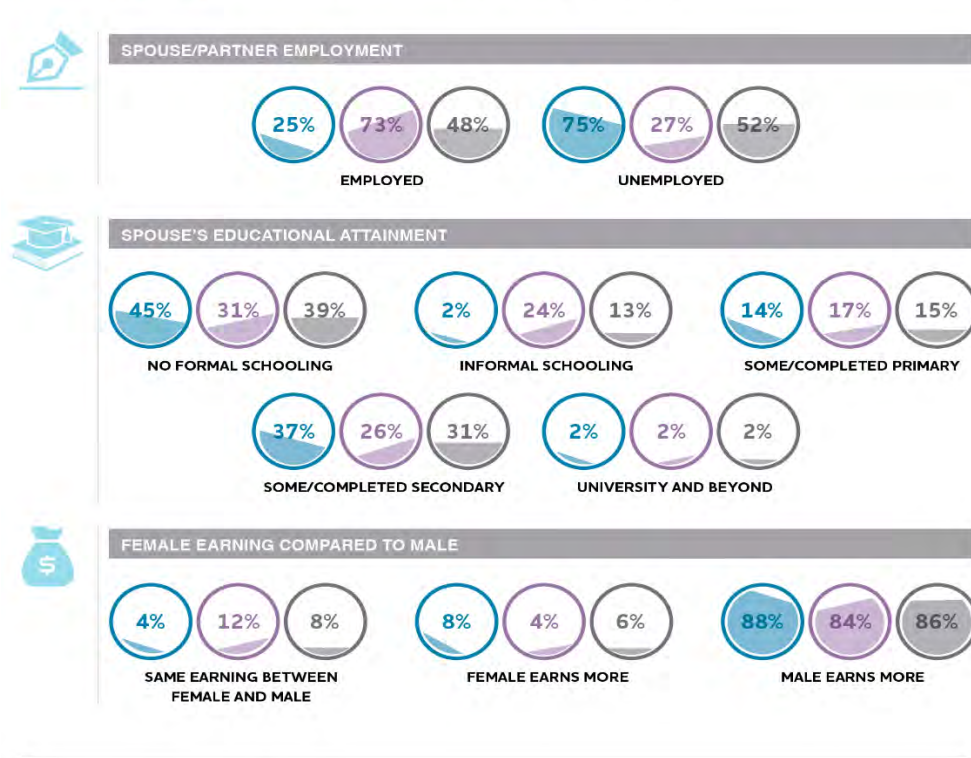 SPOUSE/PARTNER EMPLOYMENT
25% 73% 48% 75% 27% 52%
EMPLOYED UNEMPLOYED
SPOUSE'S EDUCATIONAL ATTAINMENT
45% 31% 39% 2% 24% 13% 14% 17% 15%
NO FORMAL SCHOOLING INFORMAL SCHOOLING SOME/COMPLETED PRIMARY
37% 26% 31% 2% 2% 2%
SOME/COMPLETED SECONDARY UNIVERSITY AND BEYOND
$ FEMALE EARNING COMPARED TO MALE
4% 12% 8% 8% 4% 6% 88% 84% 86%
SAME EARNING BETWEEN FEMALE EARNS MORE MALE EARNS MORE
FEMALE AND MALE